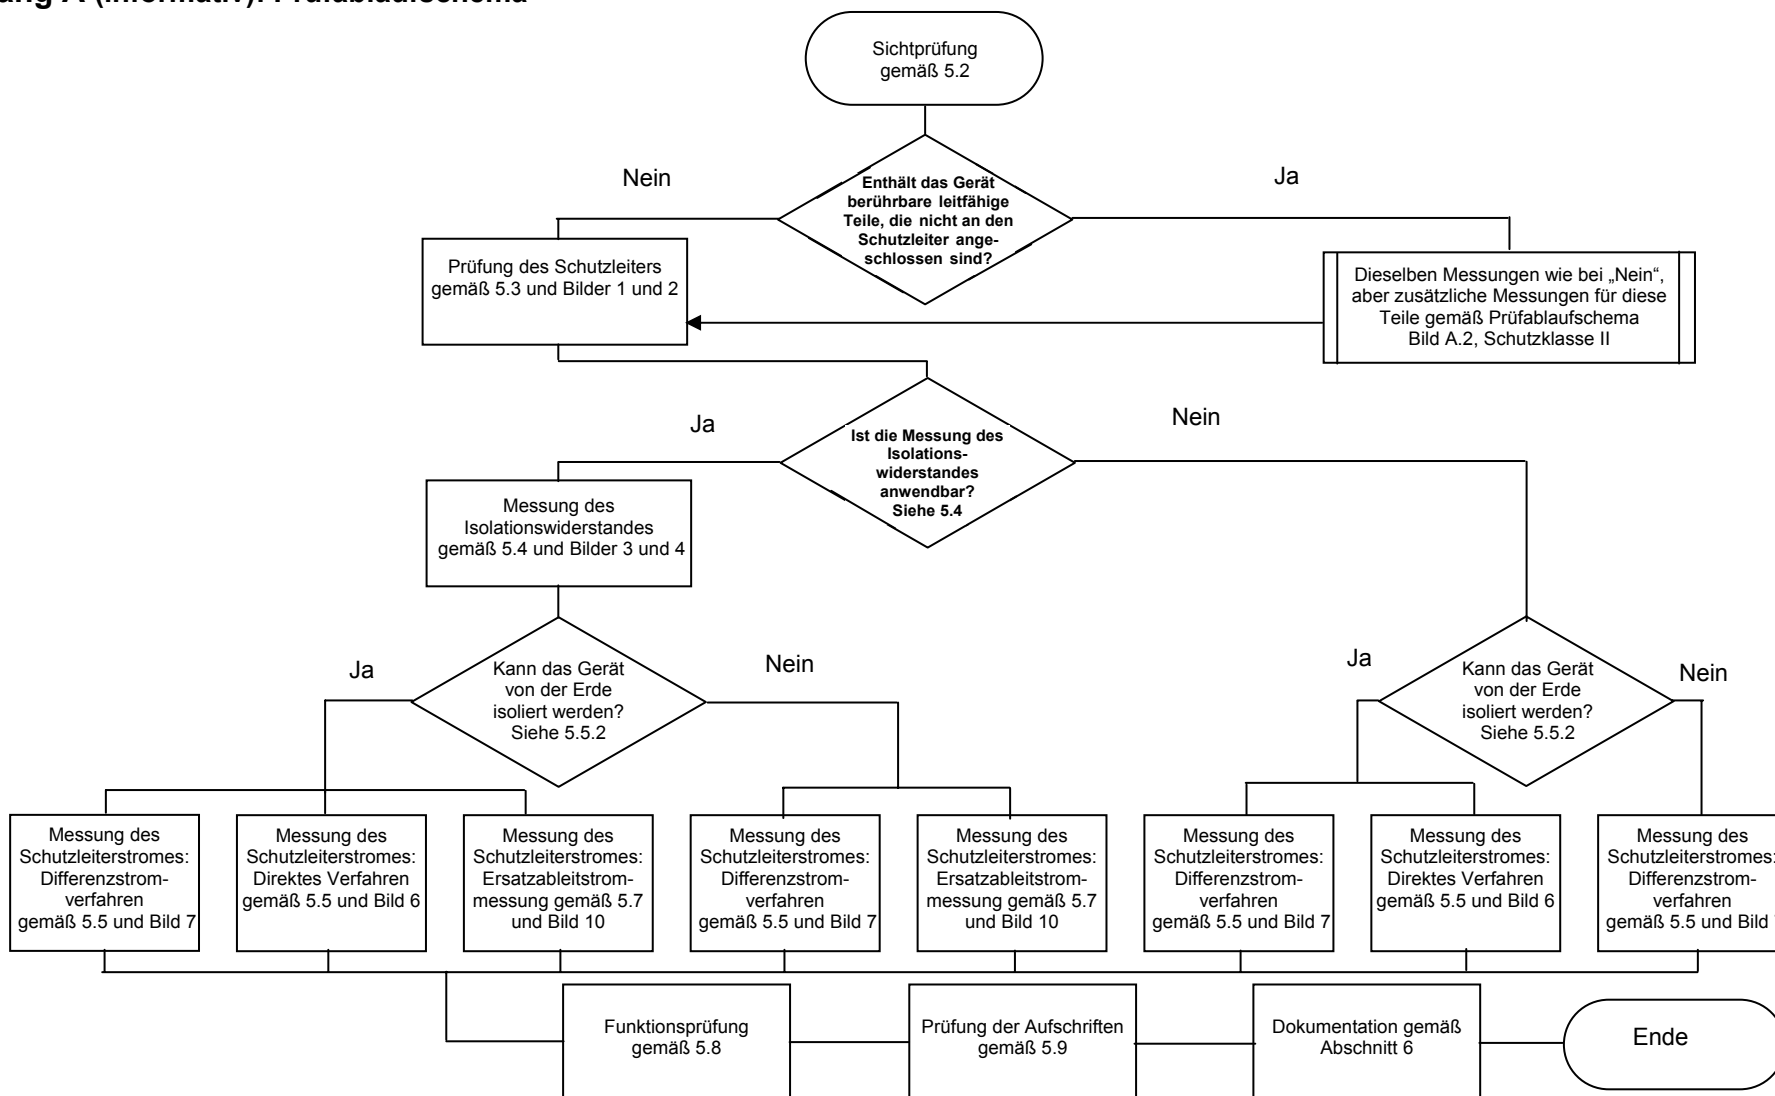 ang A (informativ): Prüfablaufschema
Sichtprüfung
gemäß 5.2
Nein
Ja
Enthält das Gerät
berührbare leitfähige
Teile, die nicht an den
Schutzleiter ange-
schlossen sind?
Prüfung des Schutzleiters
gemäß 5.3 und Bilder 1 und 2
Dieselben Messungen wie bei „Nein“,
aber zusätzliche Messungen für diese
Teile gemäß Prüfablaufschema
Bild A.2, Schutzklasse II
Ja
Nein
Ist die Messung des
Isolations-
widerstandes
anwendbar?
Siehe 5.4
Messung des
Isolationswiderstandes
gemäß 5.4 und Bilder 3 und 4
Ja
Nein
Kann das Gerät
von der Erde
isoliert werden?
Siehe 5.5.2
Ja
Nein
Kann das Gerät
von der Erde
isoliert werden?
Siehe 5.5.2
Messung des
Schutzleiterstromes:
Differenzstrom-
verfahren
gemäß 5.5 und Bild 7
Messung des
Schutzleiterstromes:
Direktes Verfahren
gemäß 5.5 und Bild 6
Messung des
Schutzleiterstromes:
Ersatzableitstrom-
messung gemäß 5.7
und Bild 10
Messung des
Schutzleiterstromes:
Differenzstrom-
verfahren
gemäß 5.5 und Bild 7
Messung des
Schutzleiterstromes:
Ersatzableitstrom-
messung gemäß 5.7
und Bild 10
Messung des
Schutzleiterstromes:
Differenzstrom-
verfahren
gemäß 5.5 und Bild 7
Messung des
Schutzleiterstromes:
Direktes Verfahren
gemäß 5.5 und Bild 6
Messung des
Schutzleiterstromes:
Differenzstrom-
verfahren
gemäß 5.5 und Bild
Funktionsprüfung
gemäß 5.8
Prüfung der Aufschriften
gemäß 5.9
Dokumentation gemäß
Abschnitt 6
Ende